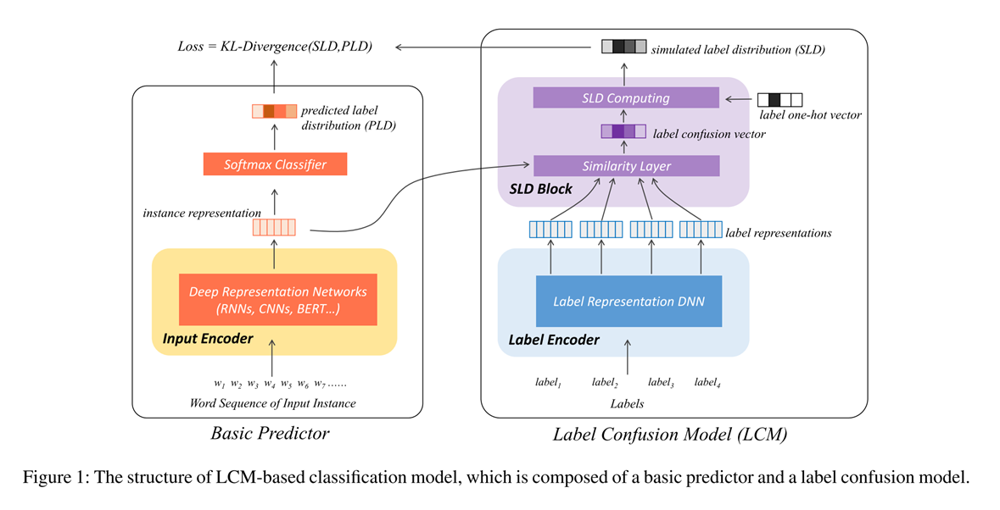 Loss = KL-Divergence(SLD,PLD)
predicted label
distribution (PLD)
Softmax Classifier
instance representation
Deep Representation Networks
(RNNs, CNNs, BERT...)
Input Encoder
w1 w2 w3 w4 w5 w6 w7 ......
Word Sequence of Input Instance
Basic Predictor
simulated label distribution (SLD)
SLD Computing
label one-hot vector
label confusion vector
Similarity Layer
SLD Block
label representations
Label Representation DNN
Label Encoder
label1 label2 label3 label4
Labels
Label Confusion Model (LCM)
Figure 1: The structure of LCM-based classification model, which is composed of a basic predictor and a label confusion model.